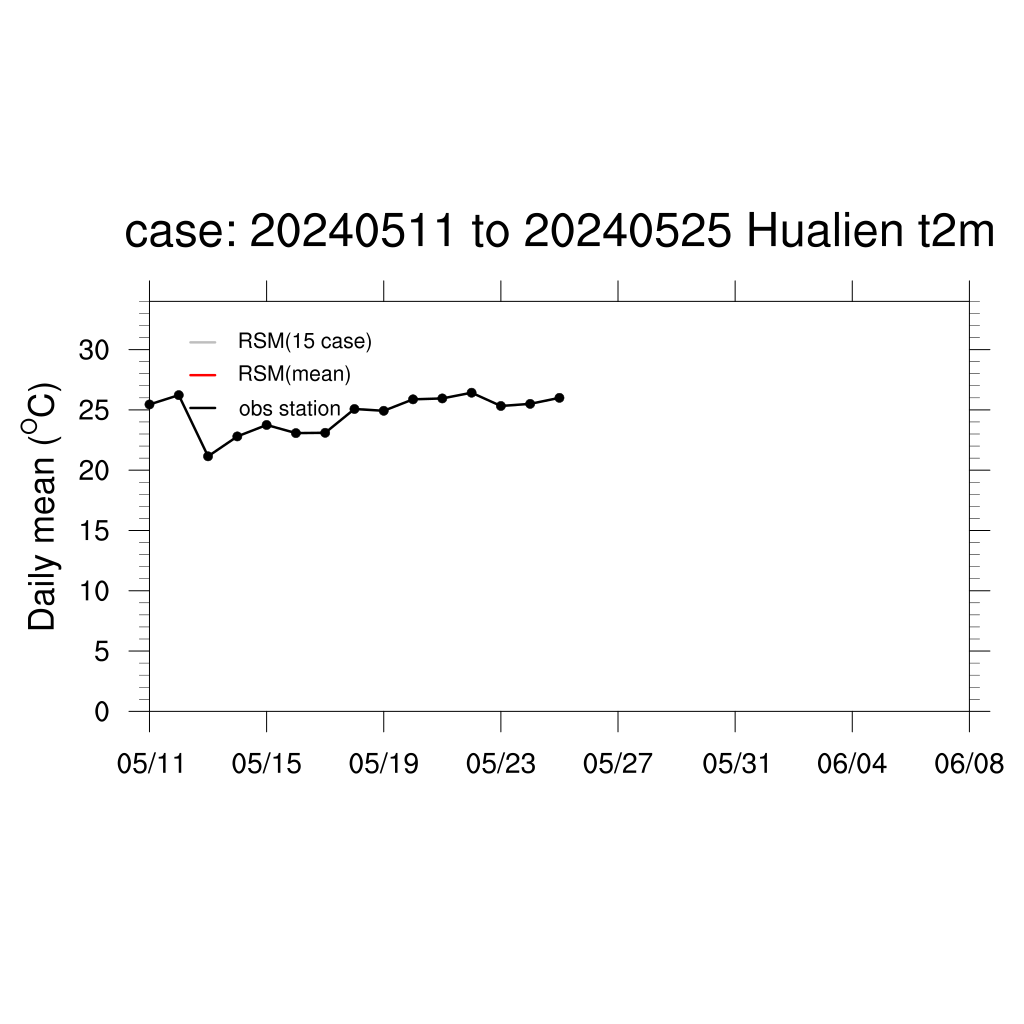 case: 20240511 to 20240525 Hualien t2m
RSM(15 case)
RSM(mean)
obs station
Daily mean (°C)
30
25
20
15
10
5
0
05/11 05/15 05/19 05/23 05/27 05/31 06/04 06/08